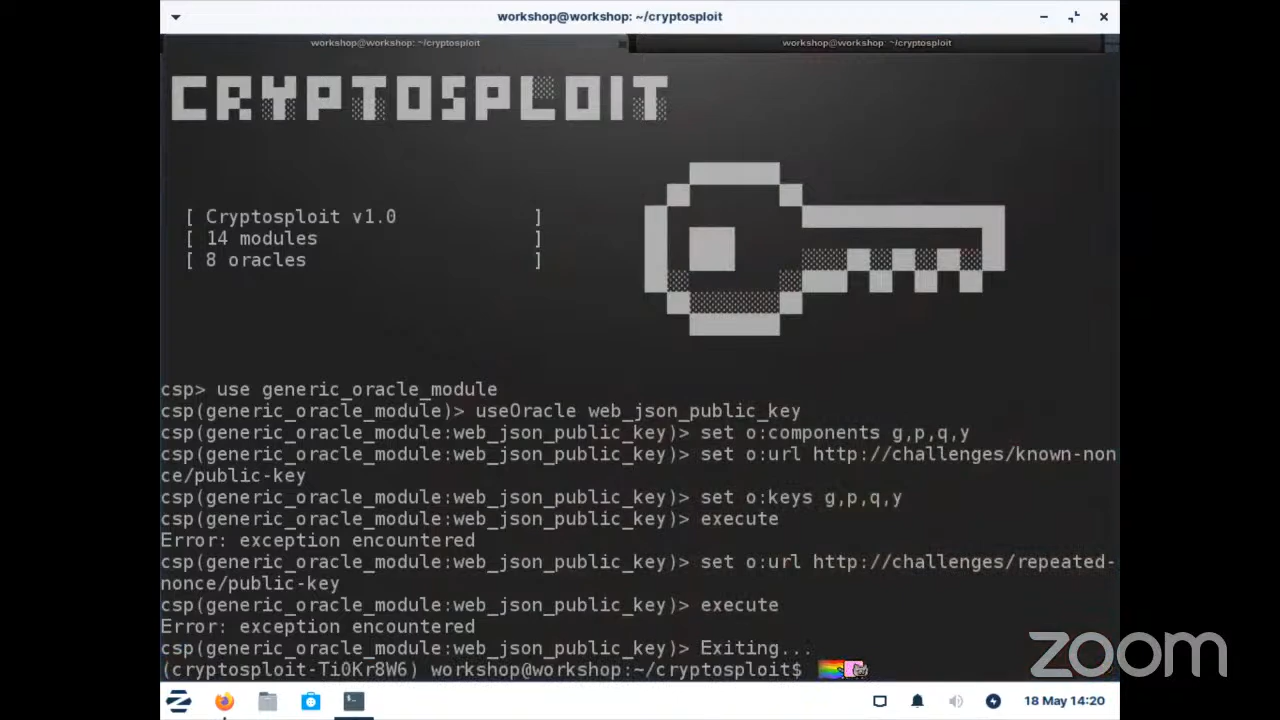 workshop@workshop: ~/cryptosploit
workshop@workshop: ~/cryptosploit
workshop@workshop: ~/cryptosploit
CRYPTOSPLOIT
[ Cryptosploit v1.0 ]
[ 14 modules ]
[ 8 oracles ]
csp> use generic_oracle_module
csp(generic_oracle_module)> useOracle web_json_public_key
csp(generic_oracle_module:web_json_public_key)> set o:components g,p,q,y
csp(generic_oracle_module:web_json_public_key)> set o:url http://challenges/known-non
ce/public-key
csp(generic_oracle_module:web_json_public_key)> set o:keys g,p,q,y
csp(generic_oracle_module:web_json_public_key)> execute
Error: exception encountered
csp(generic_oracle_module:web_json_public_key)> set o:url http://challenges/repeated-
nonce/public-key
csp(generic_oracle_module:web_json_public_key)> execute
Error: exception encountered
csp(generic_oracle_module:web_json_public_key)> Exiting...
(cryptosploit-Ti0Kr8W6) workshop@workshop:~/cryptosploit$
zoom
18 May 14:20